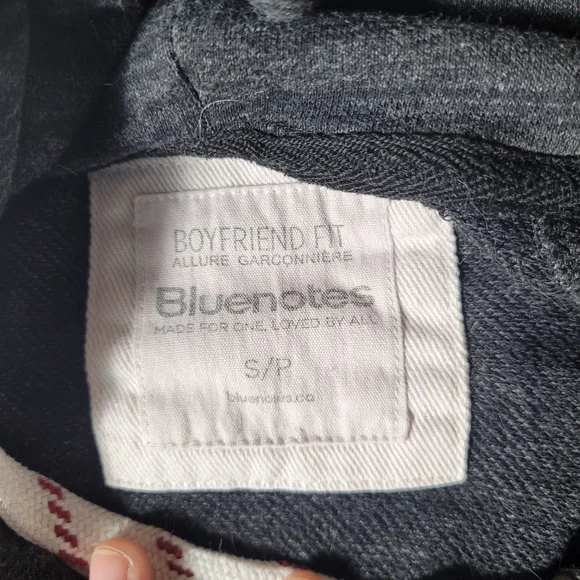 BOYFRIEND FIT
ALLURE GARÇONNIÈRE
Bluenotes
MADE FOR ONE, LOVED BY ALL
S/P
bluenotes.ca